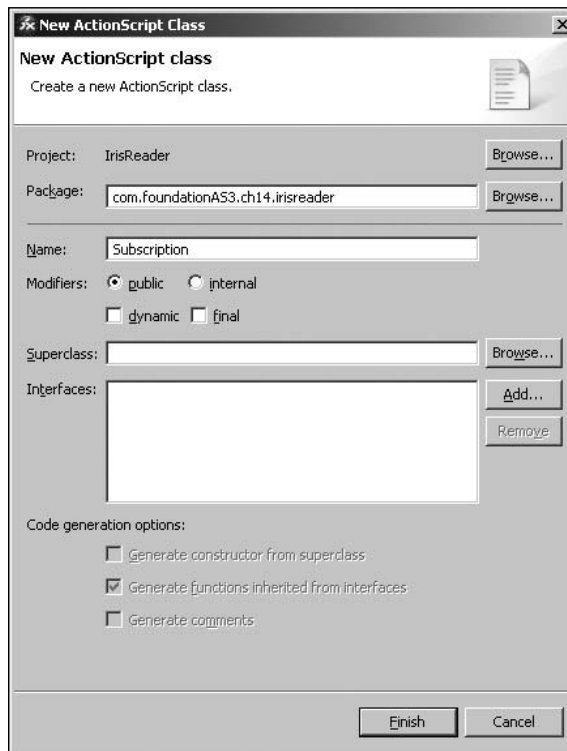 New ActionScript Class
New ActionScript class
Create a new ActionScript class.
Project: IrisReader Browse...
Package: com.foundationAS3.ch14.irisreader Browse...
Name: Subscription
Modifiers: public internal
dynamic final
Superclass: Browse...
Interfaces: Add...
Remove
Code generation options:
Generate constructor from superclass
Generate functions inherited from interfaces
Generate comments
Finish Cancel